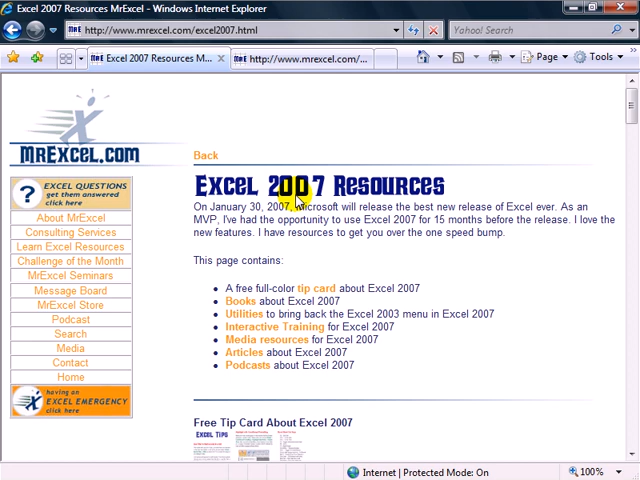 Excel 2007 Resources MrExcel - Windows Internet Explorer
http://www.mrexcel.com/excel2007.html
Yahoo! Search
Excel 2007 Resources M...
http://www.mrexcel.com/...
Page
Tools
MrExcel.com
Back
EXCEL QUESTIONS
get them answered
click here
About MrExcel
Consulting Services
Learn Excel Resources
Challenge of the Month
MrExcel Seminars
Message Board
MrExcel Store
Podcast
Search
Media
Contact
Home
having an
EXCEL EMERGENCY
click here
Excel 2007 Resources
On January 30, 2007, Microsoft will release the best new release of Excel ever. As an
MVP, I've had the opportunity to use Excel 2007 for 15 months before the release. I love the
new features. I have resources to get you over the one speed bump.
This page contains:
A free full-color tip card about Excel 2007
Books about Excel 2007
Utilities to bring back the Excel 2003 menu in Excel 2007
Interactive Training for Excel 2007
Media resources for Excel 2007
Articles about Excel 2007
Podcasts about Excel 2007
Free Tip Card About Excel 2007
Excel Tips
Internet | Protected Mode: On
100%